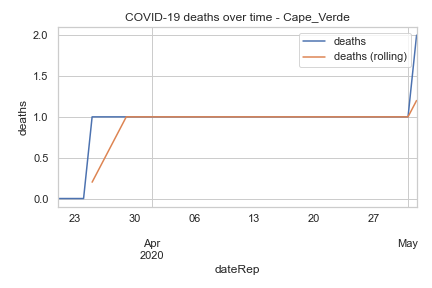 COVID-19 deaths over time - Cape_Verde
deaths
deaths (rolling)
2.0
1.5
1.0
0.5
0.0
deaths
23 30 06 13 20 27
Apr May
2020
dateRep